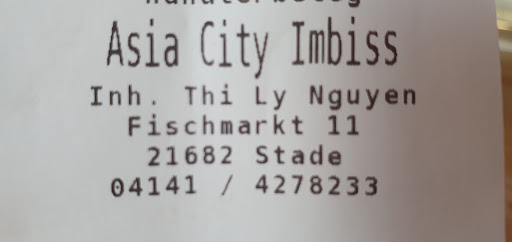 Asia City Imbiss
Inh. Thi Ly Nguyen
Fischmarkt 11
21682 Stade
04141 / 4278233